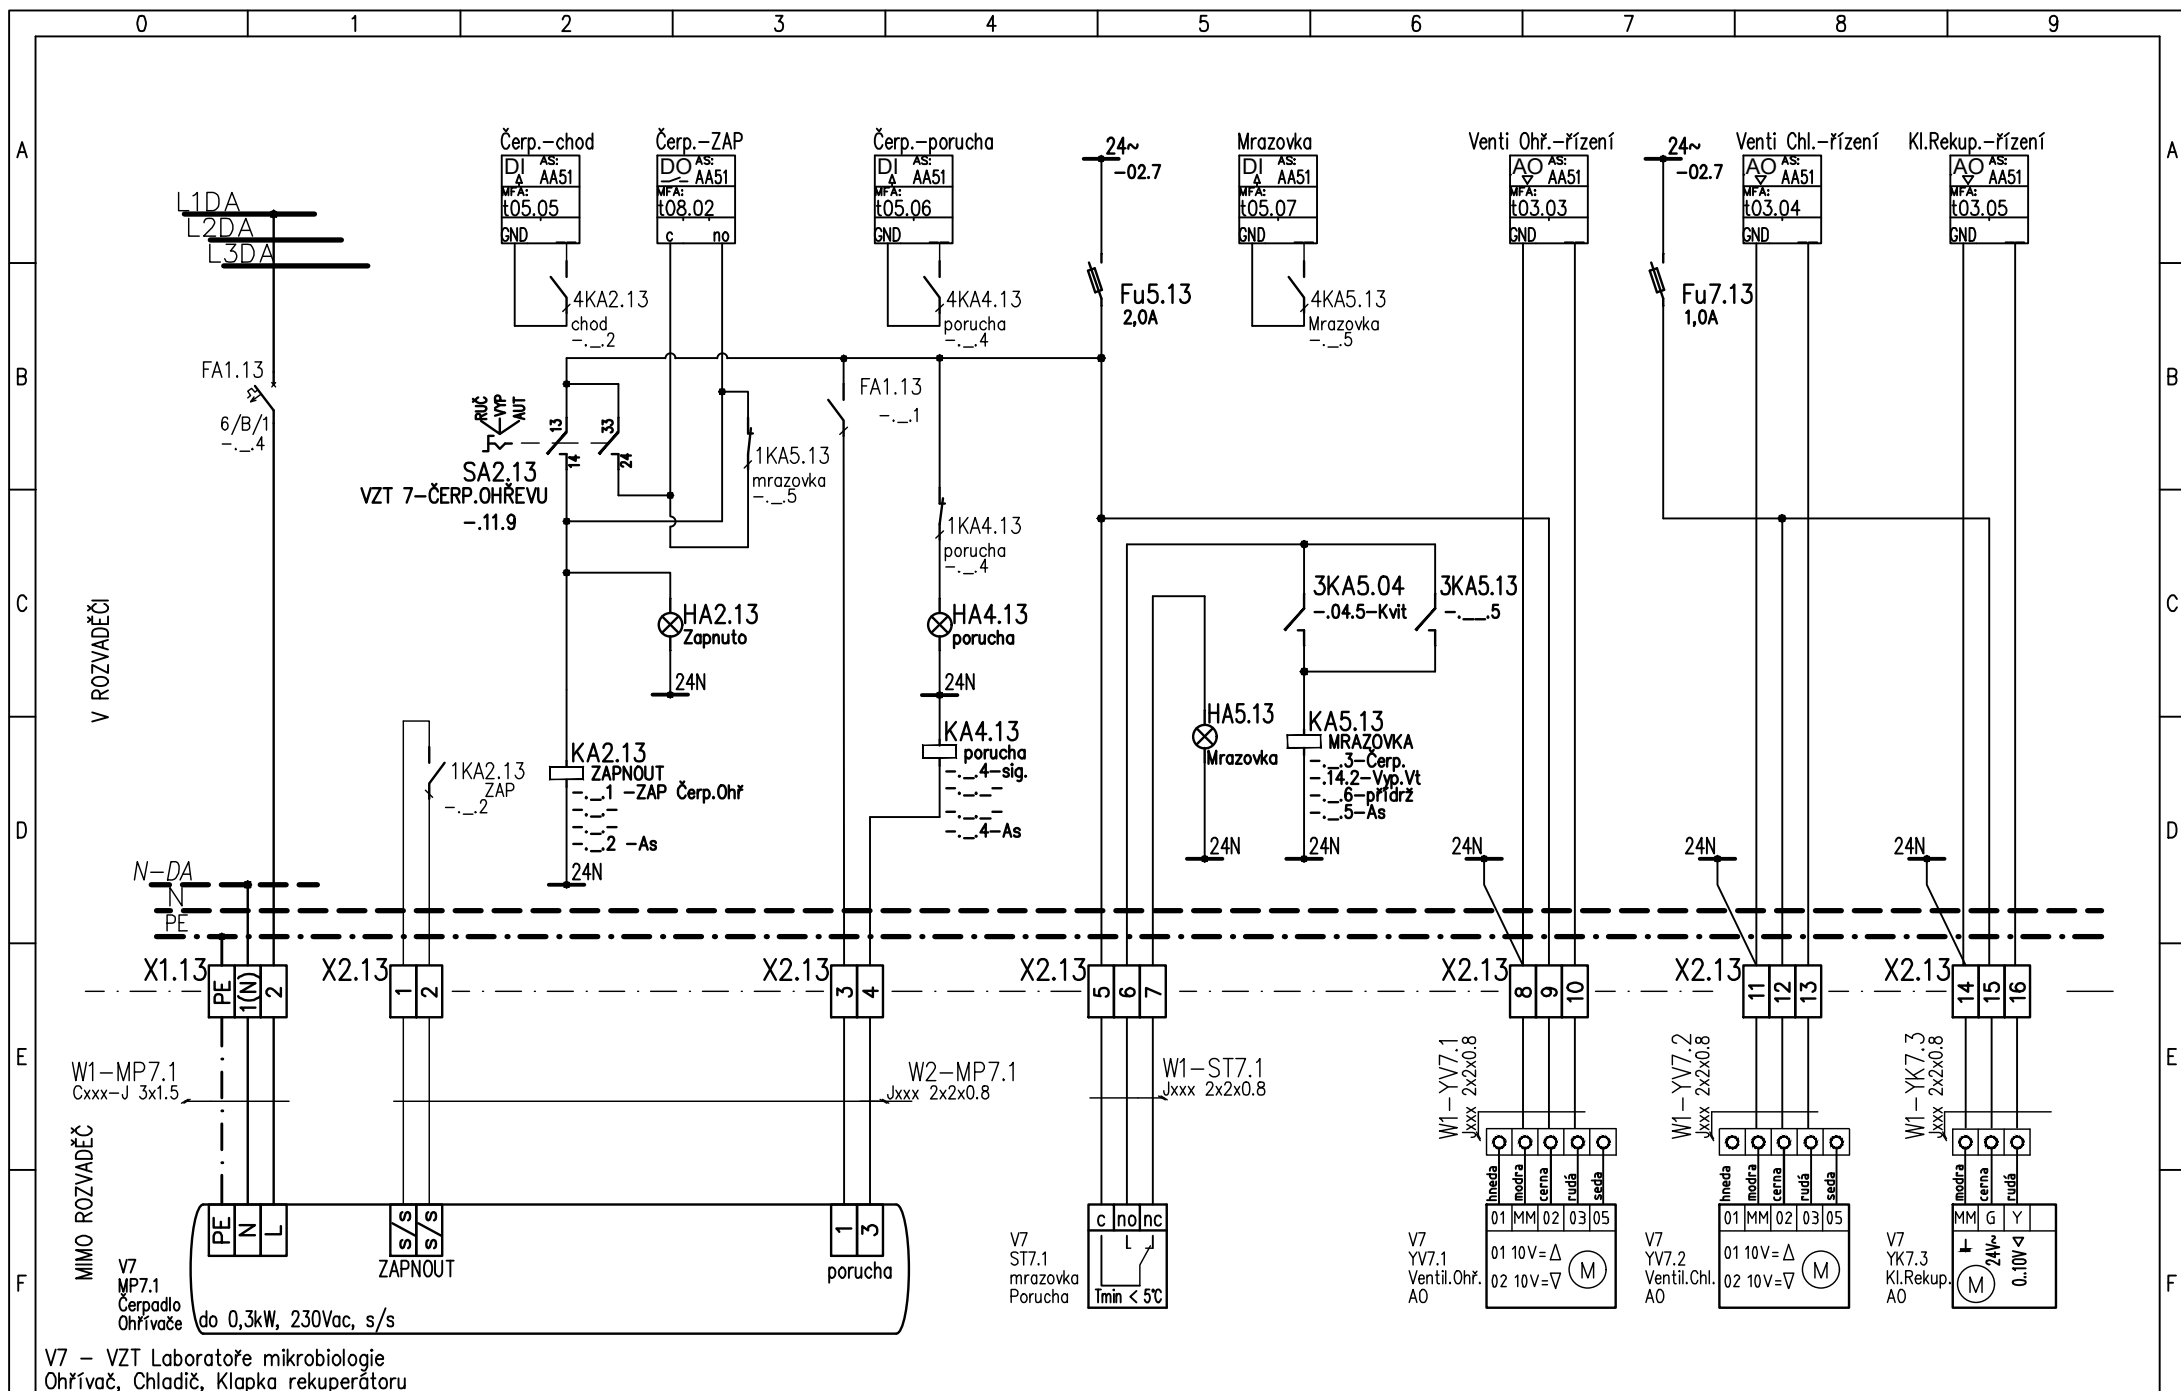 0 1 2 3 4 5 6 7 8 9
A
B
C
D
E
F
A
B
C
D
E
F
V ROZVADĚČI
MIMO ROZVADĚČ
L1DA
L2DA
L3DA
FA1.13
6/B/1
-._.4
Čerp.-chod
DI AS:
AA51
MFA:
t05.05
GND
4KA2.13
chod
-._.2
Čerp.-ZAP
DO AS:
AA51
MFA:
t08.02
c no
Čerp.-porucha
DI AS:
AA51
MFA:
t05.06
GND
4KA4.13
porucha
-._.4
24~
-02.7
Fu5.13
2,0A
Mrazovka
DI AS:
AA51
MFA:
t05.07
GND
4KA5.13
Mrazovka
-._.5
Venti Ohř.-řízení
AO AS:
AA51
MFA:
t03.03
GND
24~
-02.7
Fu7.13
1,0A
Venti Chl.-řízení
AO AS:
AA51
MFA:
t03.04
GND
Kl.Rekup.-řízení
AO AS:
AA51
MFA:
t03.05
GND
RUČ
VYP
AUT
13
14
33
24
SA2.13
VZT 7-ČERP.OHŘEVU
-.11.9
1KA5.13
mrazovka
-._.5
FA1.13
-._.1
1KA4.13
porucha
-._.4
HA2.13
Zapnuto
24N
HA4.13
porucha
24N
3KA5.04
-.04.5-Kvit
3KA5.13
-.__.5
1KA2.13
ZAP
-._.2
KA2.13
ZAPNOUT
-._.1 -ZAP Čerp.Ohř
-._.-
-._.-
-._.2 -As
24N
KA4.13
porucha
-._.4-sig.
-._._-
-._._-
-._.4-As
HA5.13
Mrazovka
24N
KA5.13
MRAZOVKA
-._.3-Čerp.
-.14.2-Vyp.Vt
-._.6-přídrž
-._.5-As
24N
24N
24N
24N
N-DA
N
PE
X1.13 PE 1(N) 2
X2.13 1 2
X2.13 3 4
X2.13 5 6 7
X2.13 8 9 10
X2.13 11 12 13
X2.13 14 15 16
W1-MP7.1
Cxxx-J 3x1.5
W2-MP7.1
Jxxx 2x2x0.8
W1-ST7.1
Jxxx 2x2x0.8
W1-YV7.1
Jxxx 2x2x0.8
W1-YV7.2
Jxxx 2x2x0.8
W1-YK7.3
Jxxx 2x2x0.8
PE N L
s/s s/s
ZAPNOUT
1 3
porucha
V7
MP7.1
Čerpadlo
Ohřívače
do 0,3kW, 230Vac, s/s
V7
ST7.1
mrazovka
Porucha
c no nc
Tmin < 5°C
hneda modra cerna rudá seda
V7
YV7.1
Ventil.Ohř.
AO
01 MM 02 03 05
01 10V=
02 10V=
M
hneda modra cerna rudá seda
V7
YV7.2
Ventil.Chl.
AO
01 MM 02 03 05
01 10V=
02 10V=
M
modra cerna rudá
V7
YK7.3
Kl.Rekup.
AO
MM G Y
24V~
0..10V
M
V7 - VZT Laboratoře mikrobiologie
Ohřívač, Chladič, Klapka rekuperátoru